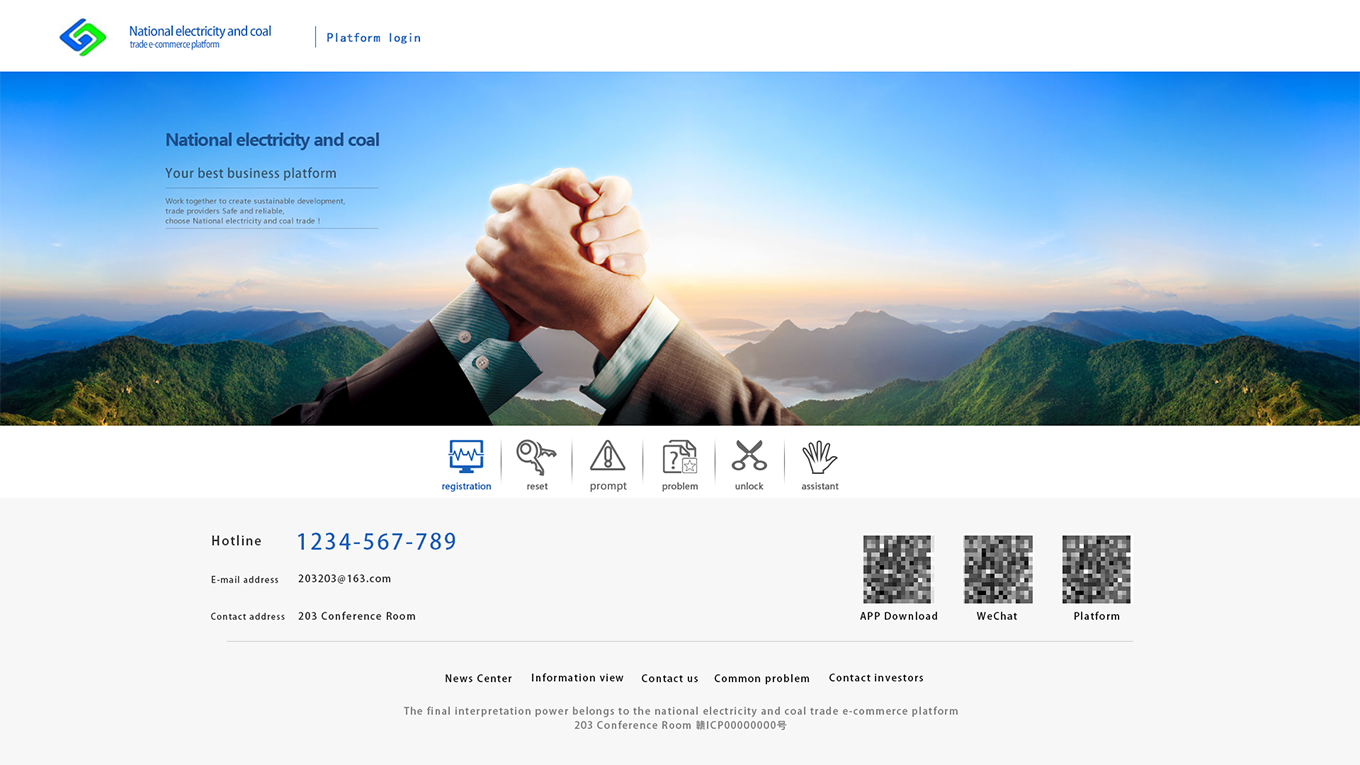 National electricity and coal
trade e-commerce platform
Platform login
National electricity and coal
Your best business platform
Work together to create sustainable development,
trade providers Safe and reliable,
choose National electricity and coal trade !
registration
reset
prompt
problem
unlock
assistant
Hotline 1234-567-789
E-mail address 203203@163.com
Contact address 203 Conference Room
APP Download
WeChat
Platform
News Center Information view Contact us Common problem Contact investors
The final interpretation power belongs to the national electricity and coal trade e-commerce platform
203 Conference Room 赣ICP00000000号